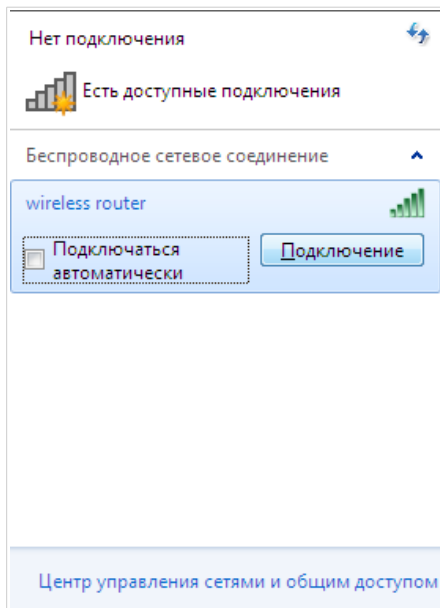 Нет подключения
Есть доступные подключения
Беспроводное сетевое соединение
wireless router
Подключаться
автоматически
Подключение
Центр управления сетями и общим доступом